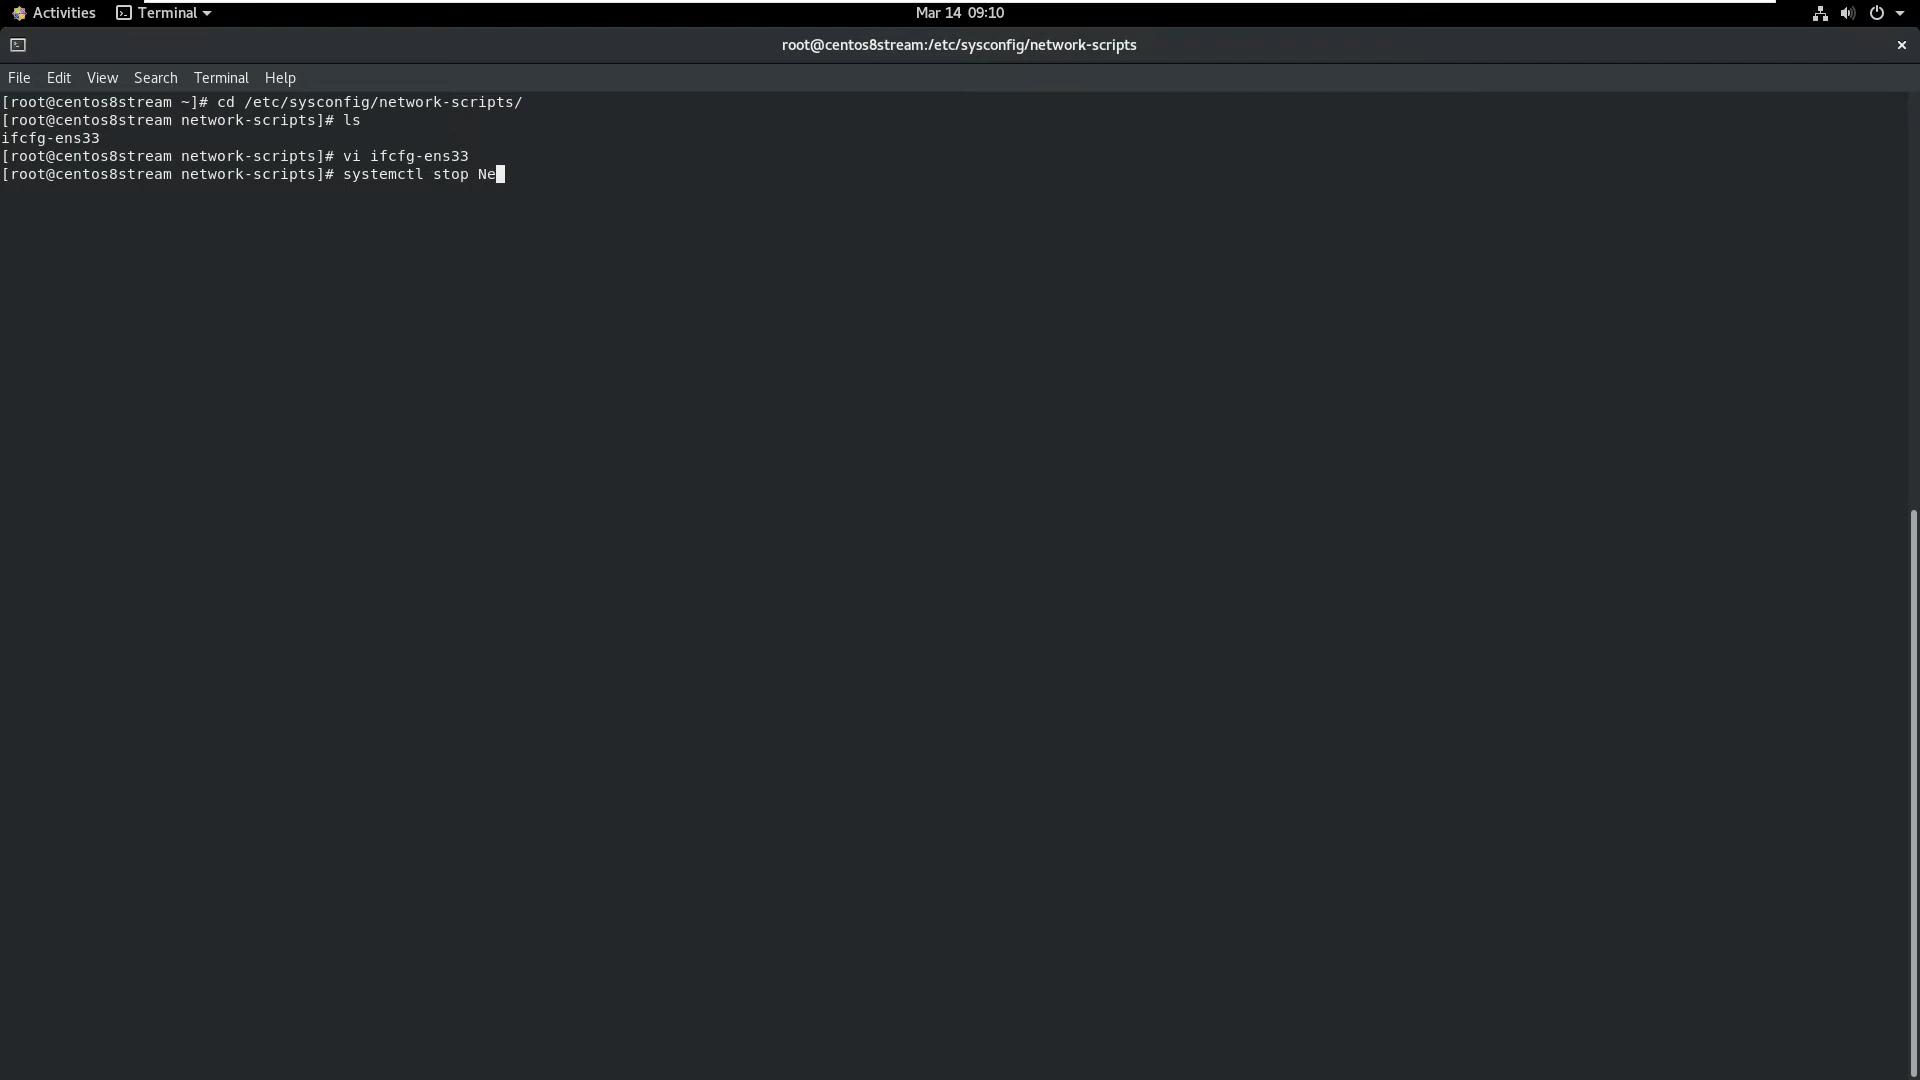 Activities
Terminal
Mar 14 09:10
root@centos8stream:/etc/sysconfig/network-scripts
File Edit View Search Terminal Help
[root@centos8stream ~]# cd /etc/sysconfig/network-scripts/
[root@centos8stream network-scripts]# ls
ifcfg-ens33
[root@centos8stream network-scripts]# vi ifcfg-ens33
[root@centos8stream network-scripts]# systemctl stop Ne